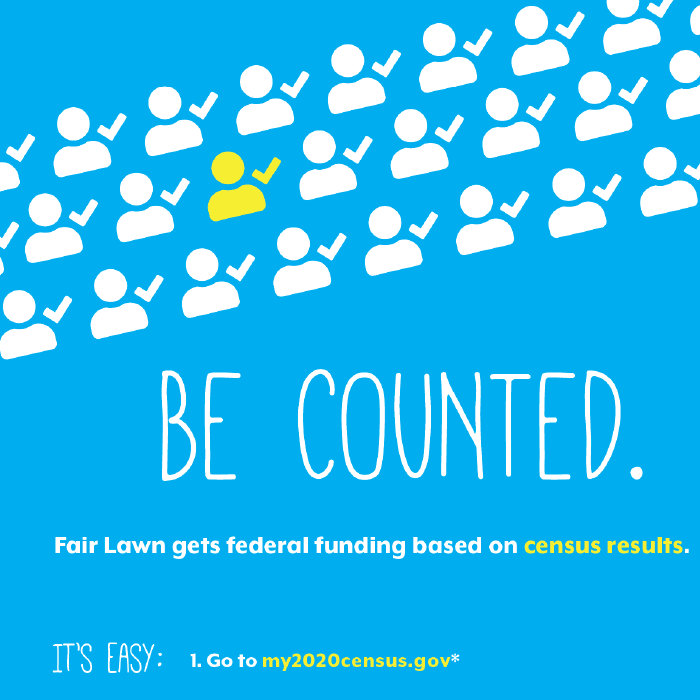 BE COUNTED.
Fair Lawn gets federal funding based on census results.
IT'S EASY: 1. Go to my2020census.gov*